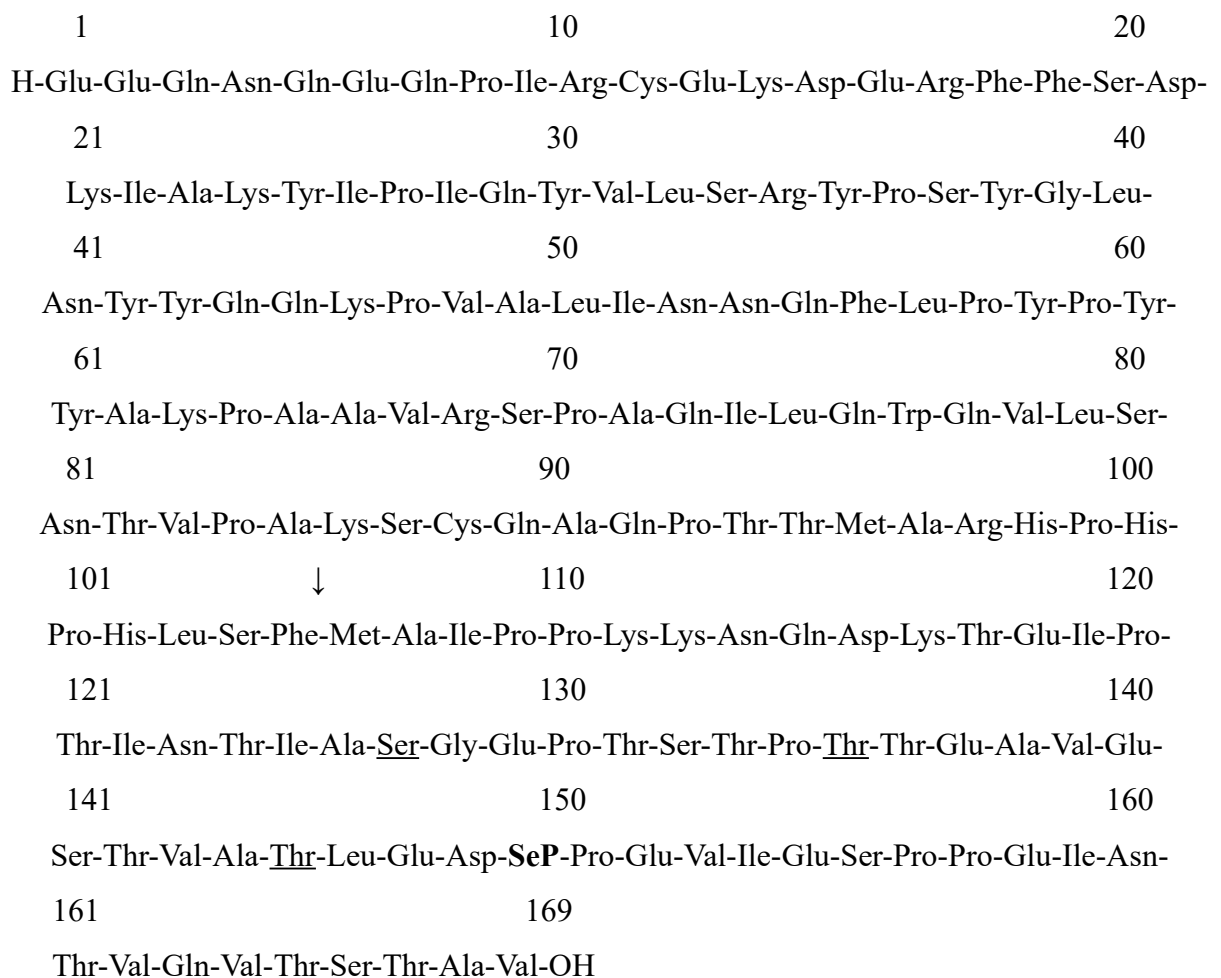 1 10 20
H-Glu-Glu-Gln-Asn-Gln-Glu-Gln-Pro-Ile-Arg-Cys-Glu-Lys-Asp-Glu-Arg-Phe-Phe-Ser-Asp-
21 30 40
Lys-Ile-Ala-Lys-Tyr-Ile-Pro-Ile-Gln-Tyr-Val-Leu-Ser-Arg-Tyr-Pro-Ser-Tyr-Gly-Leu-
41 50 60
Asn-Tyr-Tyr-Gln-Gln-Lys-Pro-Val-Ala-Leu-Ile-Asn-Asn-Gln-Phe-Leu-Pro-Tyr-Pro-Tyr-
61 70 80
Tyr-Ala-Lys-Pro-Ala-Ala-Val-Arg-Ser-Pro-Ala-Gln-Ile-Leu-Gln-Trp-Gln-Val-Leu-Ser-
81 90 100
Asn-Thr-Val-Pro-Ala-Lys-Ser-Cys-Gln-Ala-Gln-Pro-Thr-Thr-Met-Ala-Arg-His-Pro-His-
101 ↓ 110 120
Pro-His-Leu-Ser-Phe-Met-Ala-Ile-Pro-Pro-Lys-Lys-Asn-Gln-Asp-Lys-Thr-Glu-Ile-Pro-
121 130 140
Thr-Ile-Asn-Thr-Ile-Ala-Ser-Gly-Glu-Pro-Thr-Ser-Thr-Pro-Thr-Thr-Glu-Ala-Val-Glu-
141 150 160
Ser-Thr-Val-Ala-Thr-Leu-Glu-Asp-SeP-Pro-Glu-Val-Ile-Glu-Ser-Pro-Pro-Glu-Ile-Asn-
161 169
Thr-Val-Gln-Val-Thr-Ser-Thr-Ala-Val-OH